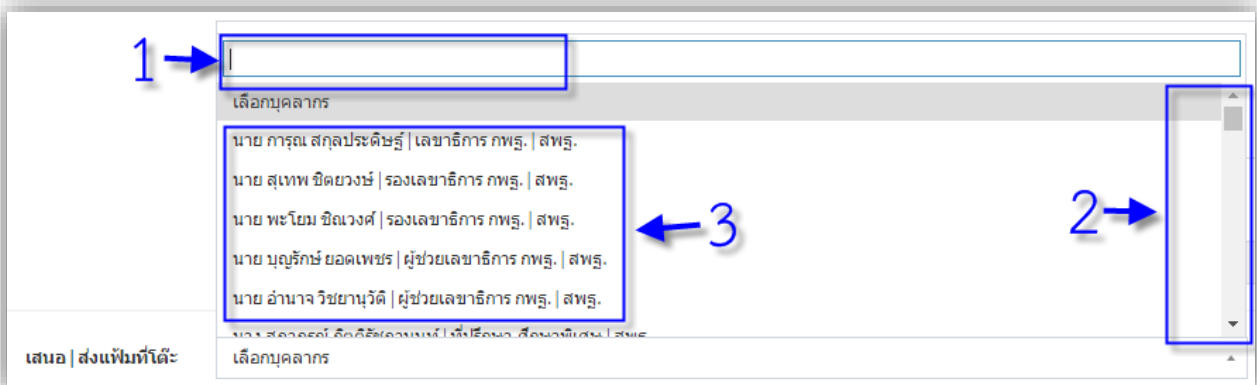 1
เลือกบุคลากร
นาย การุณ สกุลประดิษฐ์ | เลขาธิการ กพฐ. | สพฐ.
นาย สุเทพ ชิตยวงษ์ | รองเลขาธิการ กพฐ. | สพฐ.
2
นาย พะโยม ชิณวงศ์ | รองเลขาธิการ กพฐ. | สพฐ.
3
นาย บุญรักษ์ ยอดเพชร | ผู้ช่วยเลขาธิการ กพฐ. | สพฐ.
นาย อำนาจ วิชยานุวัติ | ผู้ช่วยเลขาธิการ กพฐ. | สพฐ.
เสนอ | ส่งแฟ้มที่โต๊ะ เลือกบุคลากร